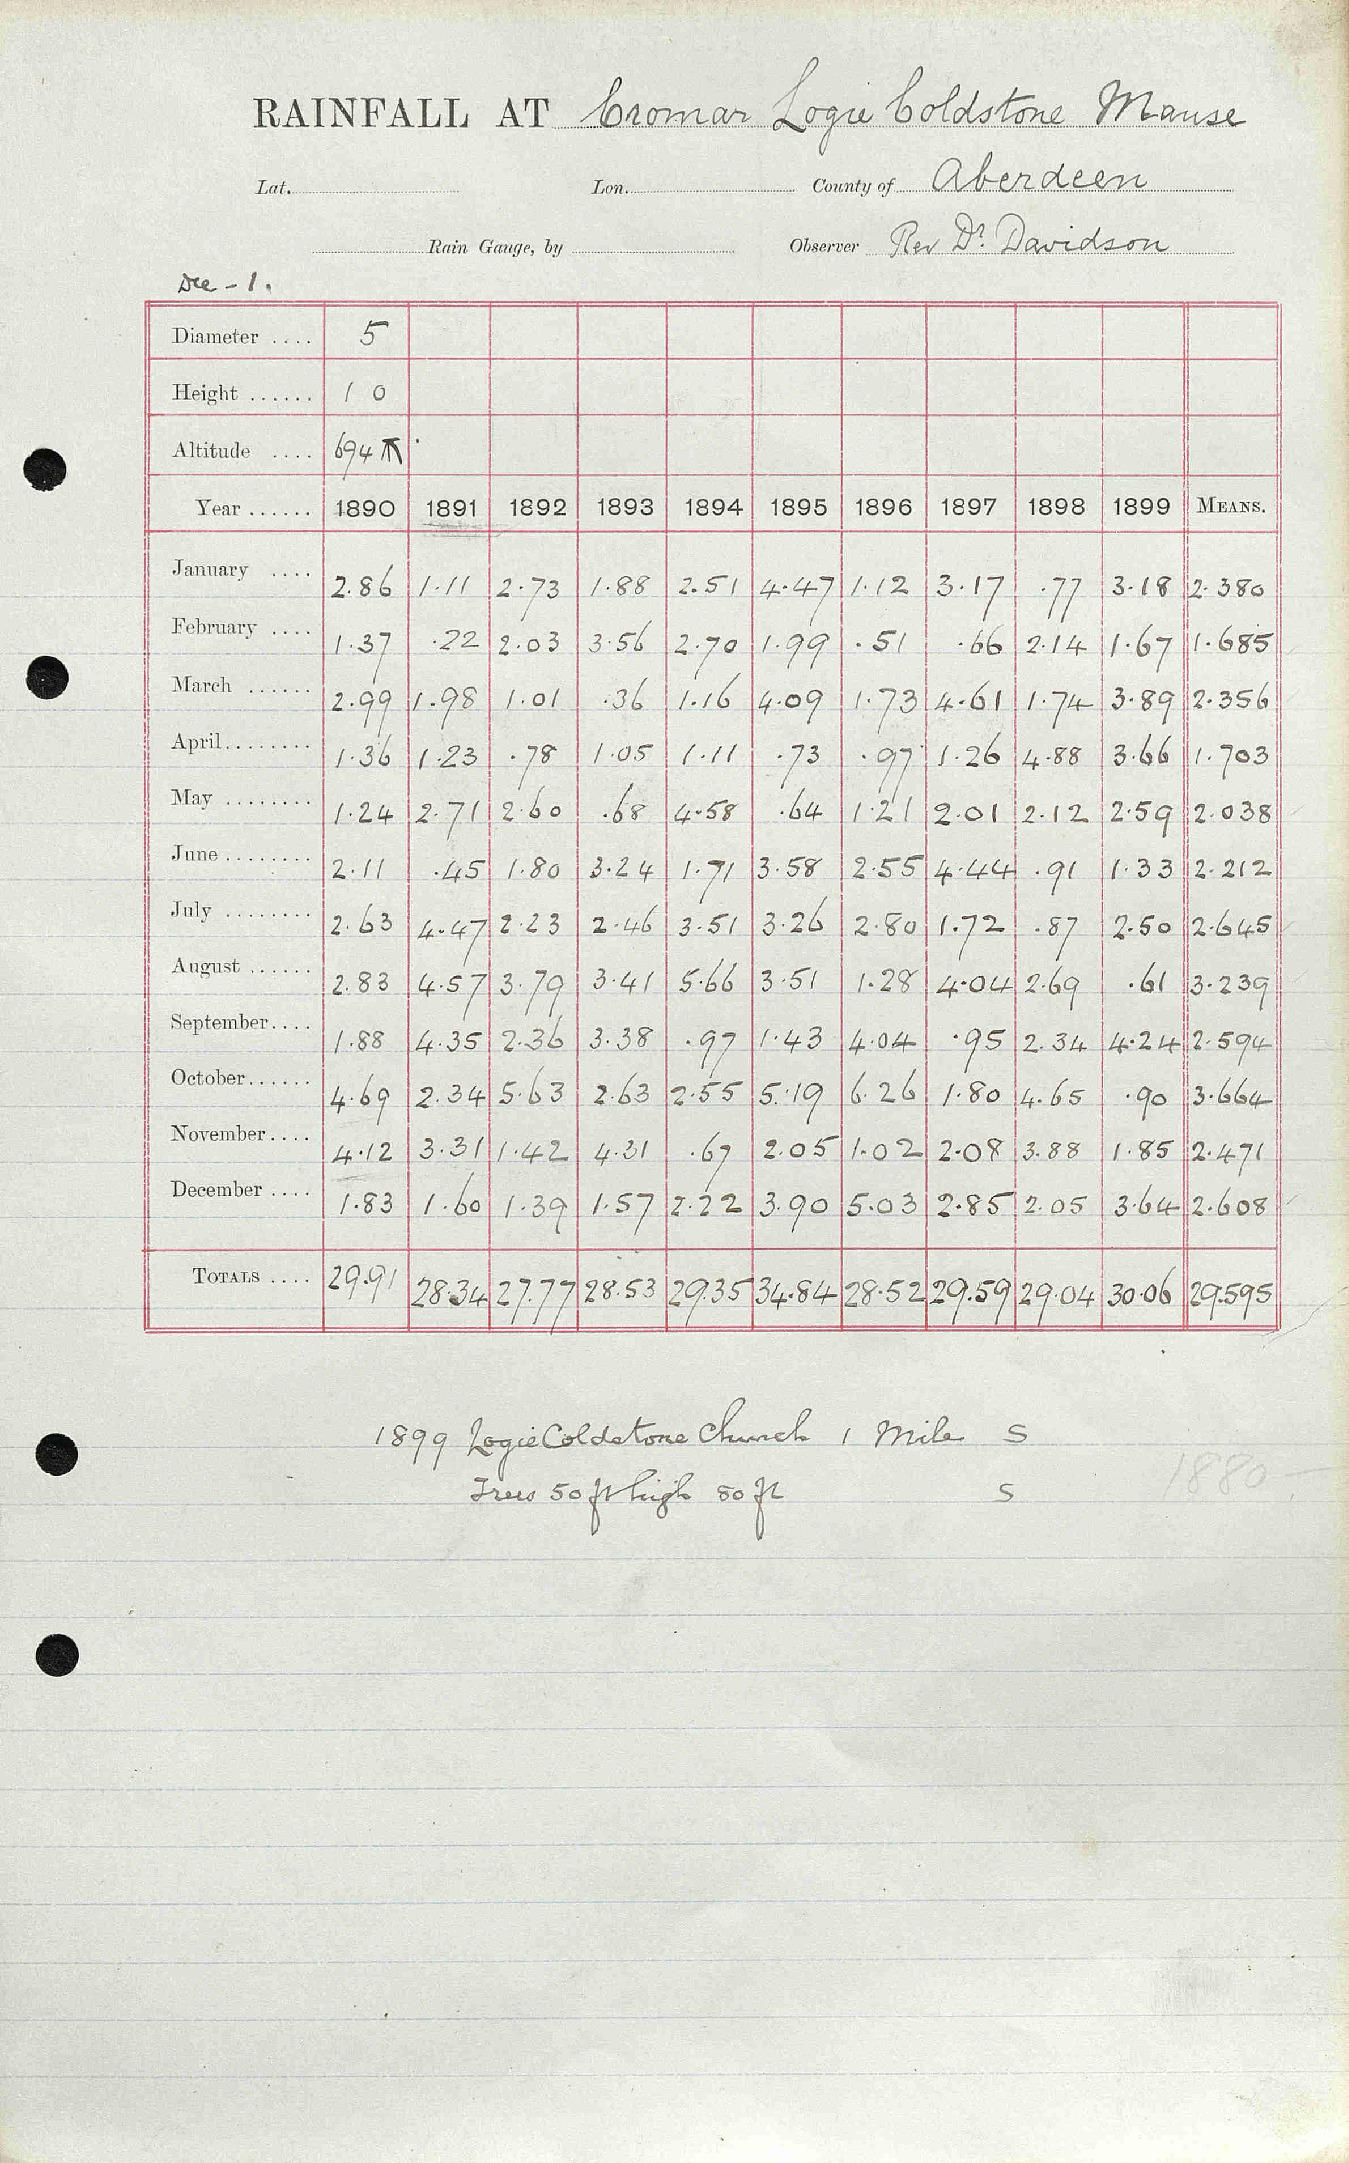 RAINFALL AT Cromar Logie Coldstone Manse
Lat. Lon. County of Aberdeen
Rain Gauge, by Observer Rev Dr. Davidson
Dee - 1.
Diameter .... 5
Height ...... 1 0
Altitude .... 694
Year ...... 1890 1891 1892 1893 1894 1895 1896 1897 1898 1899 MEANS.
January .... 2.86 1.11 2.73 1.88 2.51 4.47 1.12 3.17 .77 3.18 2.380
February .... 1.37 .22 2.03 3.56 2.70 1.99 .51 .66 2.14 1.67 1.685
March ...... 2.99 1.98 1.01 .36 1.16 4.09 1.73 4.61 1.74 3.89 2.356
April ........ 1.36 1.23 .78 1.05 1.11 .73 .97 1.26 4.88 3.66 1.703
May ........ 1.24 2.71 2.60 .68 4.58 .64 1.21 2.01 2.12 2.59 2.038
June ........ 2.11 .45 1.80 3.24 1.71 3.58 2.55 4.44 .91 1.33 2.212
July ........ 2.63 4.47 2.23 2.46 3.51 3.26 2.80 1.72 .87 2.50 2.645
August ...... 2.83 4.57 3.79 3.41 5.66 3.51 1.28 4.04 2.69 .61 3.239
September .... 1.88 4.35 2.36 3.38 .97 1.43 4.04 .95 2.34 4.24 2.594
October ...... 4.69 2.34 5.63 2.63 2.55 5.19 6.26 1.80 4.65 .90 3.664
November .... 4.12 3.31 1.42 4.31 .67 2.05 1.02 2.08 3.88 1.85 2.471
December .... 1.83 1.60 1.39 1.57 2.22 3.90 5.03 2.85 2.05 3.64 2.608
TOTALS .... 29.91 28.34 27.77 28.53 29.35 34.84 28.52 29.59 29.04 30.06 29.595
1899 Logie Coldstone Church 1 Mile S
Trees 50 ft high 80 ft S
1880 -